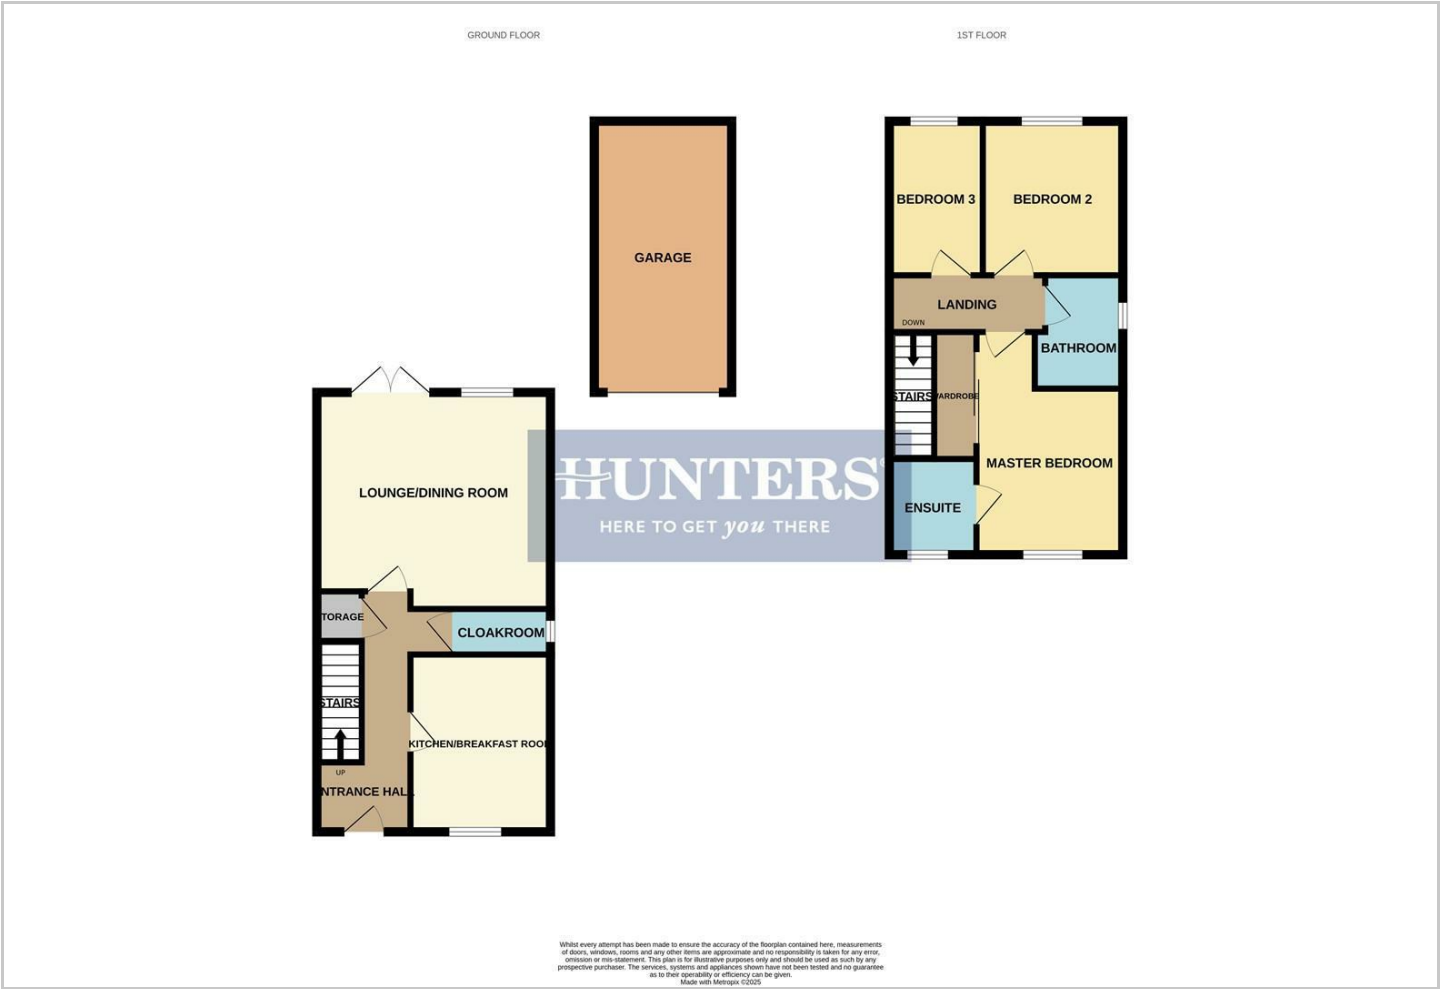 GROUND FLOOR
1ST FLOOR
GARAGE
BEDROOM 3
BEDROOM 2
LANDING
DOWN
BATHROOM
STAIRS
WARDROBE
MASTER BEDROOM
ENSUITE
LOUNGE/DINING ROOM
HUNTERS
HERE TO GET you THERE
STORAGE
CLOAKROOM
STAIRS
KITCHEN/BREAKFAST ROOM
UP
ENTRANCE HALL
Whilst every attempt has been made to ensure the accuracy of the floorplan contained here, measurements
of doors, windows, rooms and any other items are approximate and no responsibility is taken for any error,
omission or mis-statement. This plan is for illustrative purposes only and should be used as such by any
prospective purchaser. The services, systems and appliances shown have not been tested and no guarantee
as to their operability or efficiency can be given.
Made with Metropix ©2025